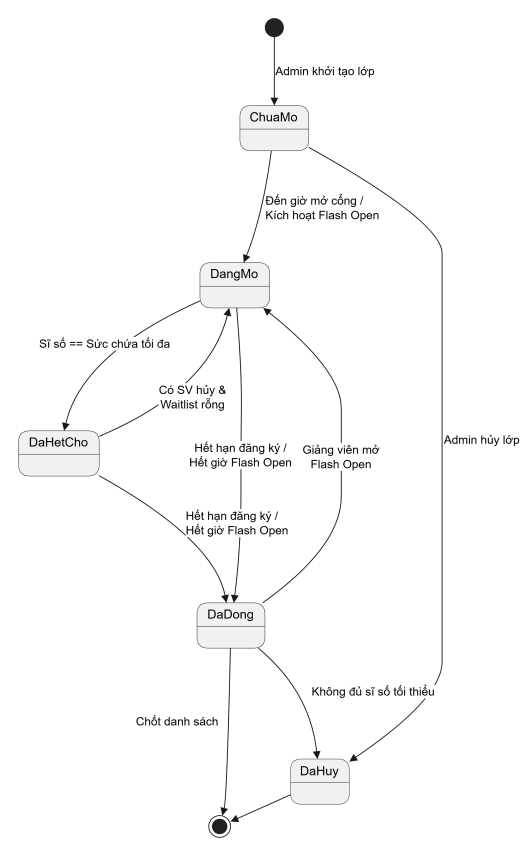 Admin khởi tạo lớp
ChuaMo
Đến giờ mở cổng /
Kích hoạt Flash Open
DangMo
Sĩ số == Sức chứa tối đa
Có SV hủy &
Waitlist rỗng
DaHetCho
Hết hạn đăng ký /
Hết giờ Flash Open
Giảng viên mở
Flash Open
Admin hủy lớp
Hết hạn đăng ký /
Hết giờ Flash Open
DaDong
Không đủ sĩ số tối thiểu
Chốt danh sách
DaHuy